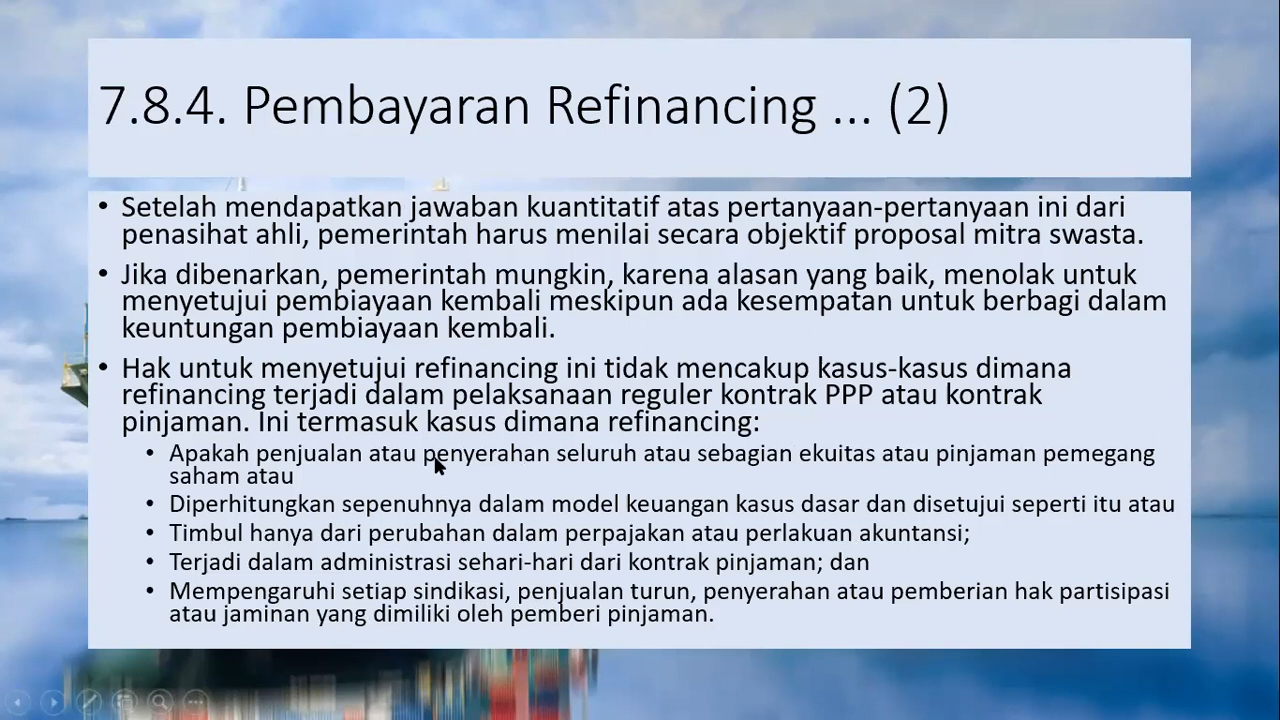 7.8.4. Pembayaran Refinancing ... (2)
• Setelah mendapatkan jawaban kuantitatif atas pertanyaan-pertanyaan ini dari
penasihat ahli, pemerintah harus menilai secara objektif proposal mitra swasta.
• Jika dibenarkan, pemerintah mungkin, karena alasan yang baik, menolak untuk
menyetujui pembiayaan kembali meskipun ada kesempatan untuk berbagi dalam
keuntungan pembiayaan kembali.
• Hak untuk menyetujui refinancing ini tidak mencakup kasus-kasus dimana
refinancing terjadi dalam pelaksanaan reguler kontrak PPP atau kontrak
pinjaman. Ini termasuk kasus dimana refinancing:
• Apakah penjualan atau penyerahan seluruh atau sebagian ekuitas atau pinjaman pemegang
saham atau
• Diperhitungkan sepenuhnya dalam model keuangan kasus dasar dan disetujui seperti itu atau
• Timbul hanya dari perubahan dalam perpajakan atau perlakuan akuntansi;
• Terjadi dalam administrasi sehari-hari dari kontrak pinjaman; dan
• Mempengaruhi setiap sindikasi, penjualan turun, penyerahan atau pemberian hak partisipasi
atau jaminan yang dimiliki oleh pemberi pinjaman.